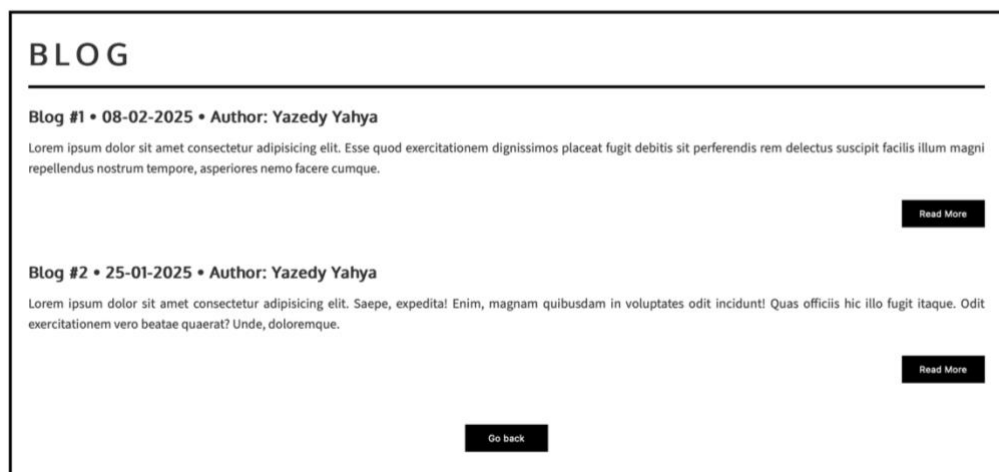 BLOG
Blog #1 • 08-02-2025 • Author: Yazedy Yahya
Lorem ipsum dolor sit amet consectetur adipisicing elit. Esse quod exercitationem dignissimos placeat fugit debitis sit perferendis rem delectus suscipit facilis illum magni
repellendus nostrum tempore, asperiores nemo facere cumque.
Read More
Blog #2 • 25-01-2025 • Author: Yazedy Yahya
Lorem ipsum dolor sit amet consectetur adipisicing elit. Saepe, expedita! Enim, magnam quibusdam in voluptates odit incidunt! Quas officiis hic illo fugit itaque. Odit
exercitationem vero beatae quaerat? Unde, doloremque.
Read More
Go back